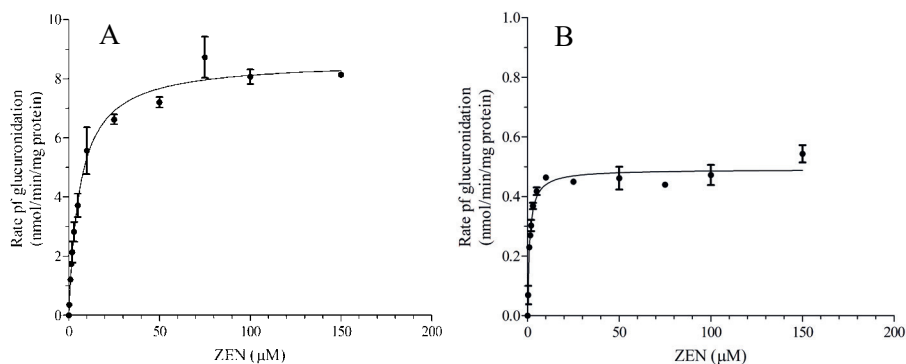 A
B
Rate pf glucuronidation
(nmol/min/mg protein)
10
8
6
4
2
0
0
50
100
150
200
ZEN (µM)
Rate pf glucuronidation
(nmol/min/mg protein)
1.0
0.8
0.6
0.4
0.2
0.0
0
50
100
150
200
ZEN (µM)